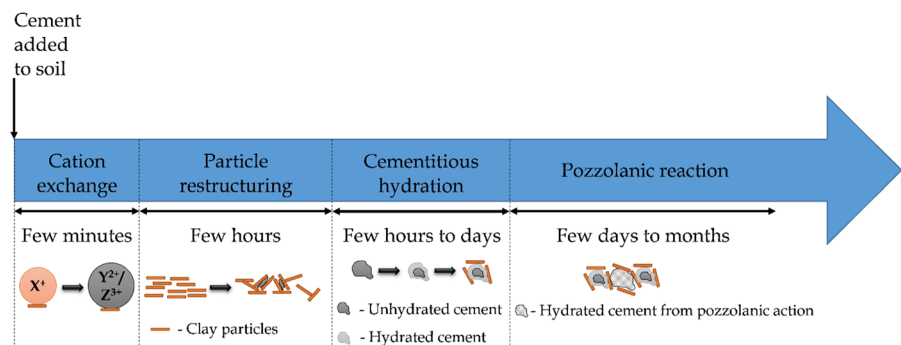 Cement
added
to soil
Cation
exchange
Particle
restructuring
Cementitious
hydration
Pozzolanic reaction
Few minutes
Few hours
Few hours to days
Few days to months
X⁺
Y²⁺/
Z³⁺
- Clay particles
- Unhydrated cement
- Hydrated cement
- Hydrated cement from pozzolanic action